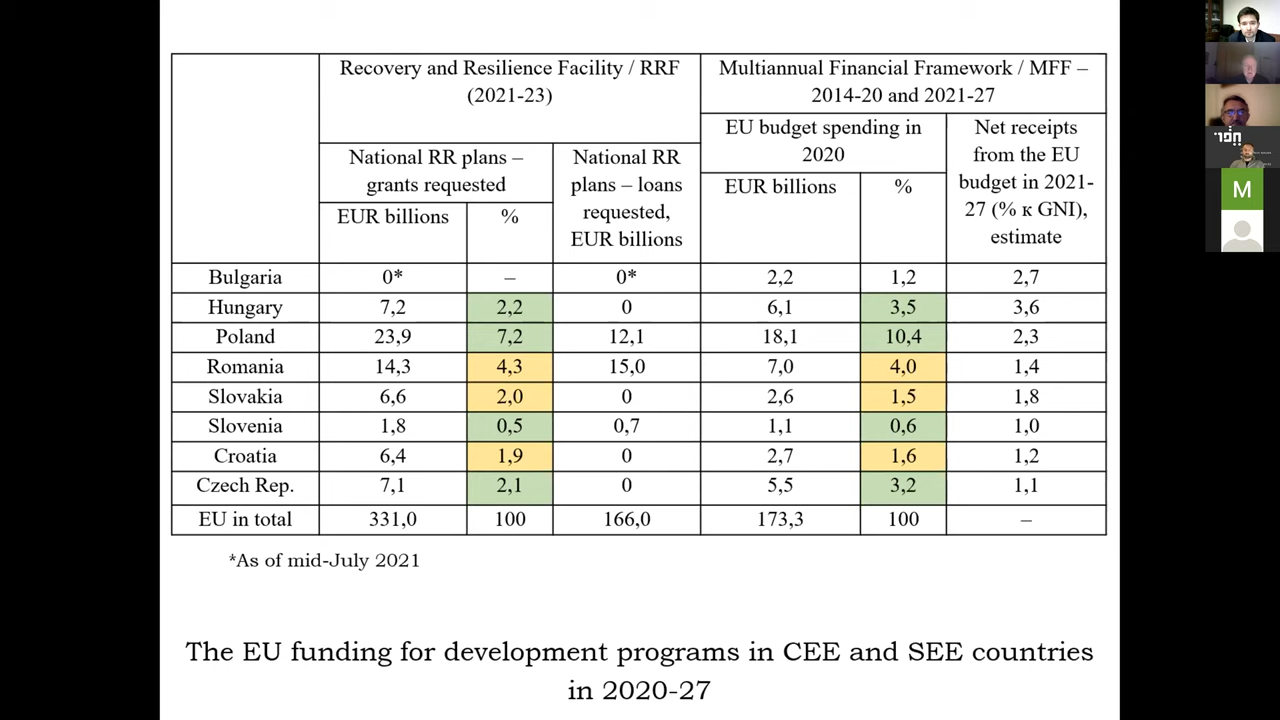 Recovery and Resilience Facility / RRF
(2021-23)
Multiannual Financial Framework / MFF –
2014-20 and 2021-27
National RR plans –
grants requested
National RR
plans – loans
requested,
EUR billions
EU budget spending in
2020
Net receipts
from the EU
budget in 2021-
27 (% к GNI),
estimate
EUR billions %
EUR billions %
Bulgaria 0* – 0* 2,2 1,2 2,7
Hungary 7,2 2,2 0 6,1 3,5 3,6
Poland 23,9 7,2 12,1 18,1 10,4 2,3
Romania 14,3 4,3 15,0 7,0 4,0 1,4
Slovakia 6,6 2,0 0 2,6 1,5 1,8
Slovenia 1,8 0,5 0,7 1,1 0,6 1,0
Croatia 6,4 1,9 0 2,7 1,6 1,2
Czech Rep. 7,1 2,1 0 5,5 3,2 1,1
EU in total 331,0 100 166,0 173,3 100 –
*As of mid-July 2021
The EU funding for development programs in CEE and SEE countries
in 2020-27
M